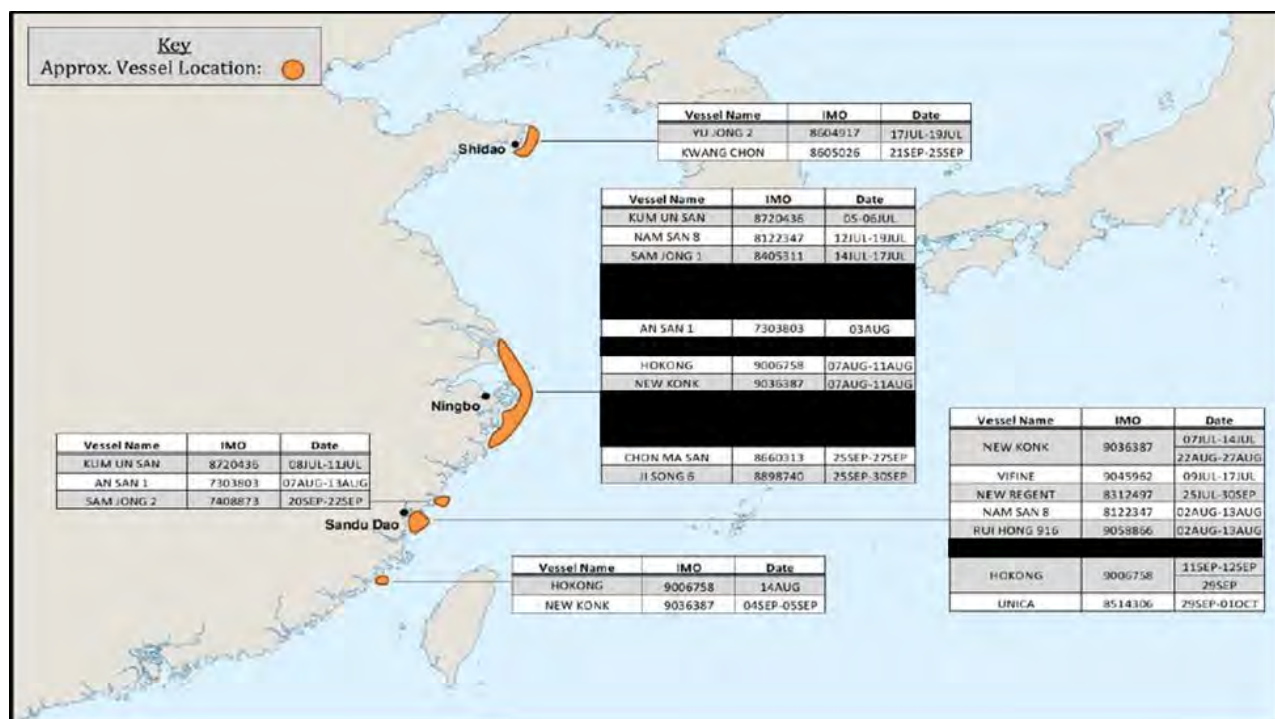 Key
Approx. Vessel Location:
Vessel Name IMO Date
YU JONG 2 8604917 17JUL-19JUL
KWANG CHON 8605026 21SEP-25SEP
Shidao
Vessel Name IMO Date
KUM UN SAN 8720436 05-06JUL
NAM SAN 8 8122347 12JUL-19JUL
SAM JONG 1 8405311 14JUL-17JUL
AN SAN 1 7303803 03AUG
HOKONG 9006758 07AUG-11AUG
NEW KONK 9036387 07AUG-11AUG
CHON MA SAN 8660313 25SEP-27SEP
JI SONG 6 8898740 25SEP-30SEP
Ningbo
Vessel Name IMO Date
KUM UN SAN 8720436 08JUL-11JUL
AN SAN 1 7303803 07AUG-13AUG
SAM JONG 2 7408873 20SEP-22SEP
Sandu Dao
Vessel Name IMO Date
NEW KONK 9036387 07JUL-14JUL
22AUG-27AUG
VIFINE 9045962 09JUL-17JUL
NEW REGENT 8312497 25JUL-30SEP
NAM SAN 8 8122347 02AUG-13AUG
RUI HONG 916 9058866 02AUG-13AUG
HOKONG 9006758 11SEP-12SEP
29SEP
UNICA 8514306 29SEP-01OCT
Vessel Name IMO Date
HOKONG 9006758 14AUG
NEW KONK 9036387 04SEP-05SEP